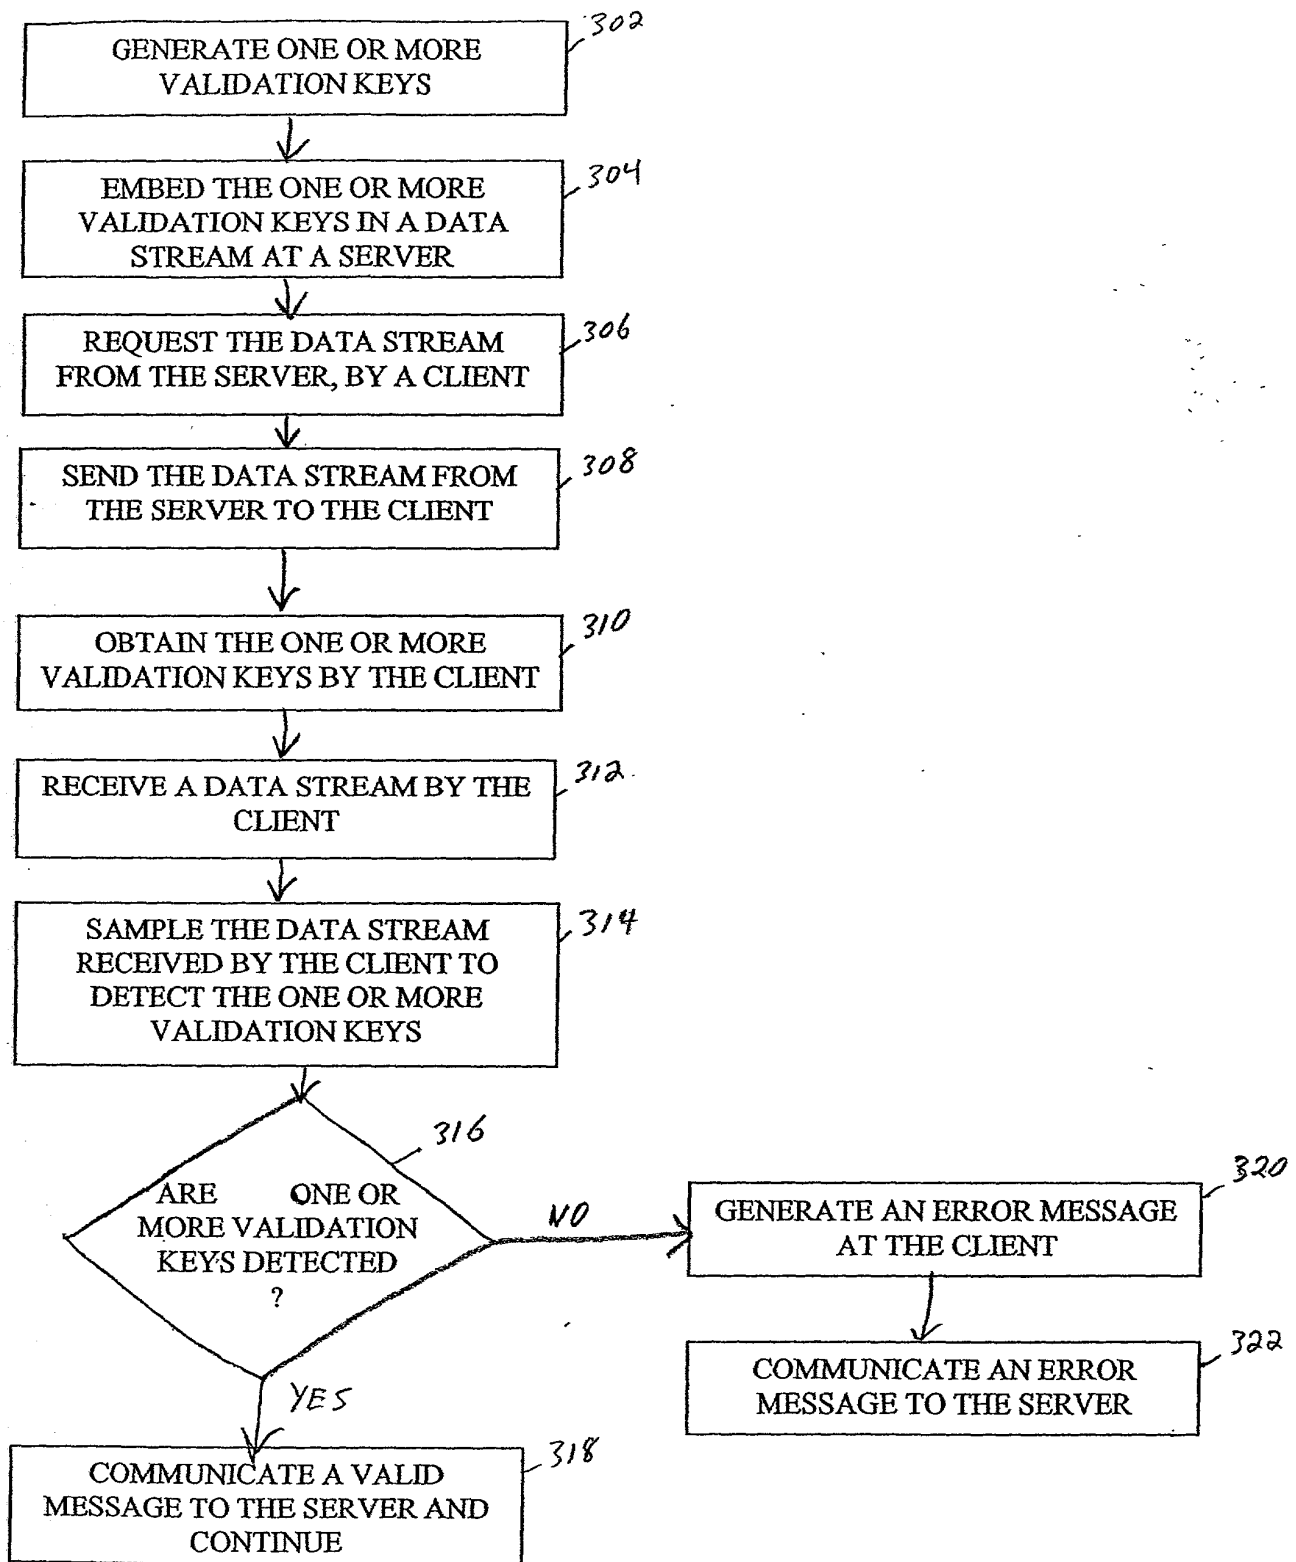 302
GENERATE ONE OR MORE
VALIDATION KEYS
304
EMBED THE ONE OR MORE
VALIDATION KEYS IN A DATA
STREAM AT A SERVER
306
REQUEST THE DATA STREAM
FROM THE SERVER, BY A CLIENT
308
SEND THE DATA STREAM FROM
THE SERVER TO THE CLIENT
310
OBTAIN THE ONE OR MORE
VALIDATION KEYS BY THE CLIENT
312
RECEIVE A DATA STREAM BY THE
CLIENT
314
SAMPLE THE DATA STREAM
RECEIVED BY THE CLIENT TO
DETECT THE ONE OR MORE
VALIDATION KEYS
316
ARE ONE OR
MORE VALIDATION
KEYS DETECTED
?
NO
320
GENERATE AN ERROR MESSAGE
AT THE CLIENT
322
COMMUNICATE AN ERROR
MESSAGE TO THE SERVER
YES
318
COMMUNICATE A VALID
MESSAGE TO THE SERVER AND
CONTINUE